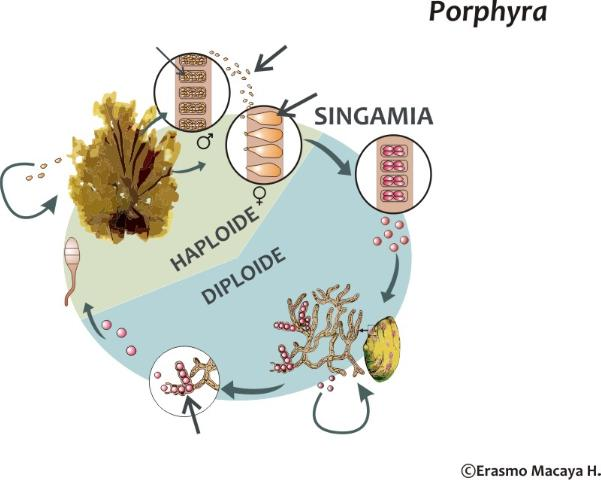 Porphyra
SINGAMIA
♂
♀
HAPLOIDE
DIPLOIDE
©Erasmo Macaya H.